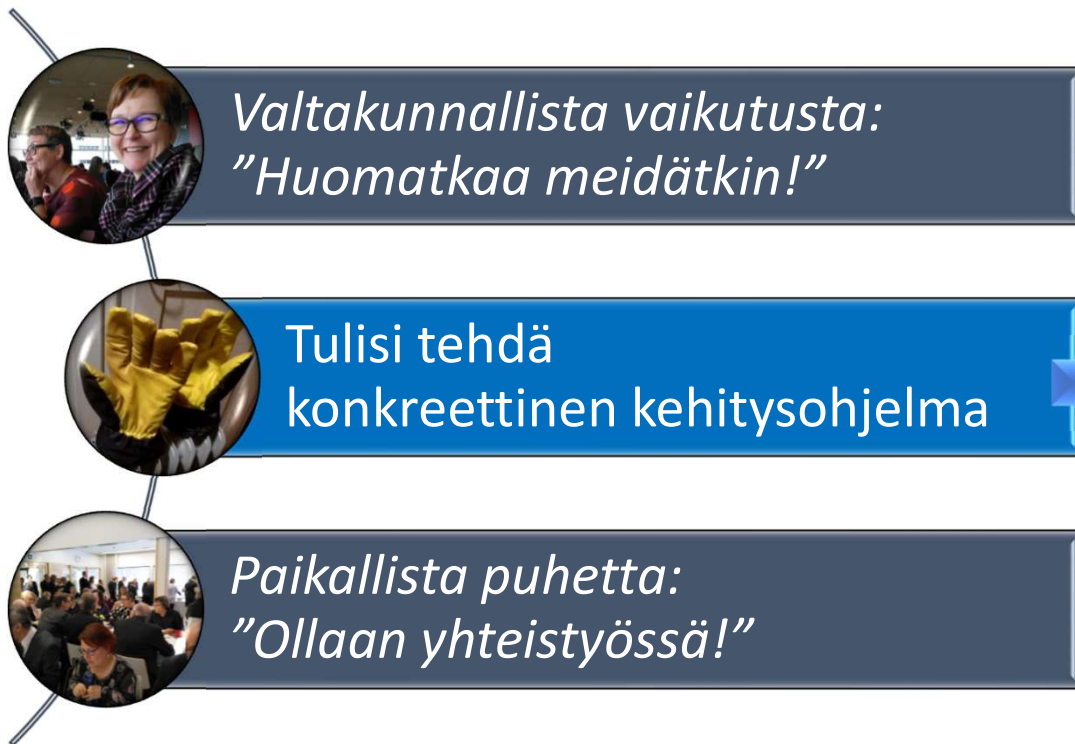 Valtakunnallista vaikutusta:
”Huomatkaa meidätkin!”
Tulisi tehdä
konkreettinen kehitysohjelma
Paikallista puhetta:
”Ollaan yhteistyössä!”